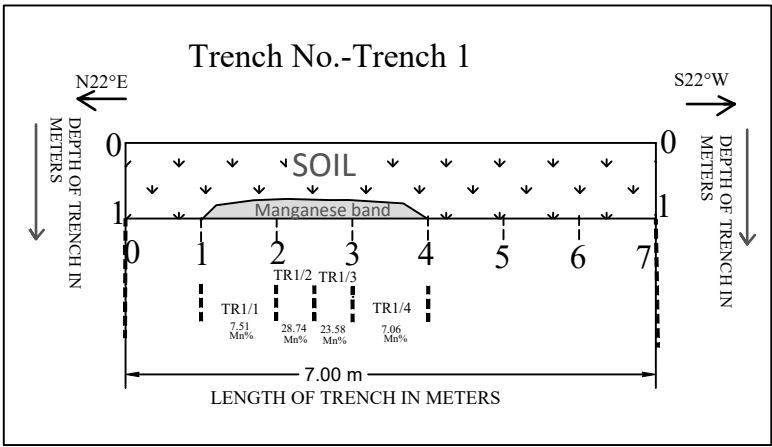 Trench No.-Trench 1
N22°E
S22°W
DEPTH OF TRENCH IN
METERS
DEPTH OF TRENCH IN
METERS
0
0
SOIL
1
1
Manganese band
0 1 2 3 4 5 6 7
TR1/2 TR1/3
TR1/1
TR1/4
7.51
Mn%
28.74
Mn%
23.58
Mn%
7.06
Mn%
7.00 m
LENGTH OF TRENCH IN METERS